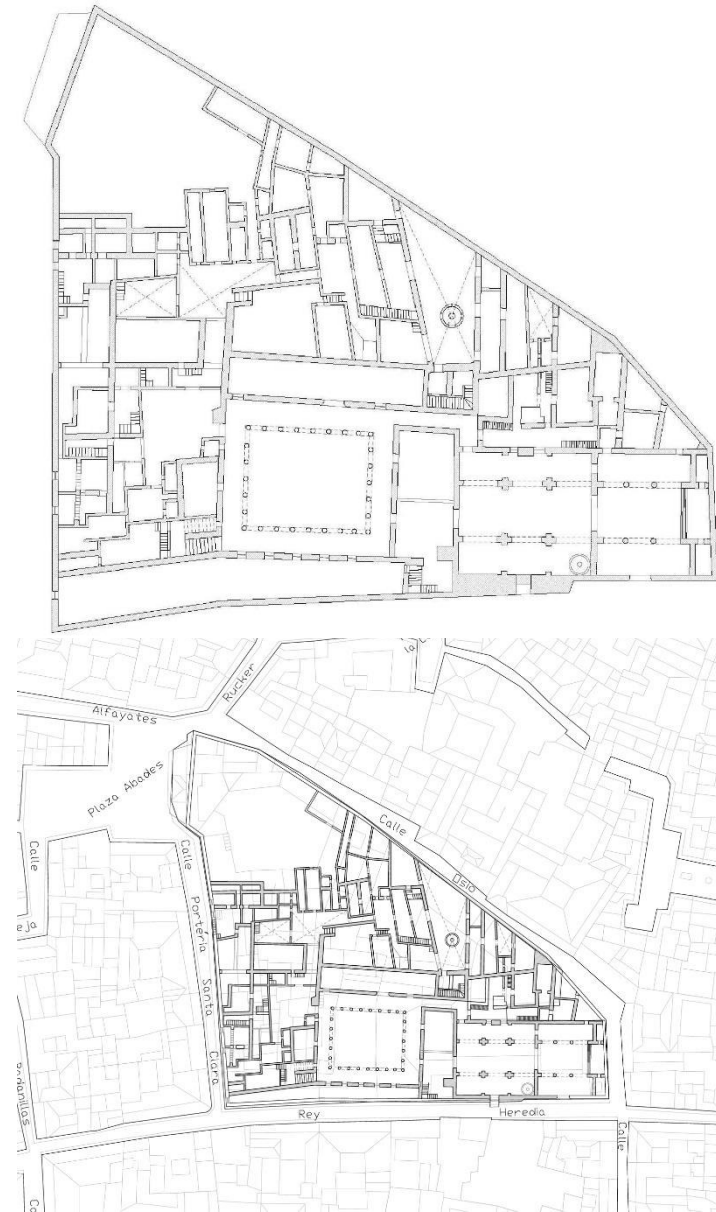 Alfayates
Rucker
Plaza Abades
Calle
Calle
Calle
Osio
Portería
Santa
Clara
Rey
Heredia
Calle